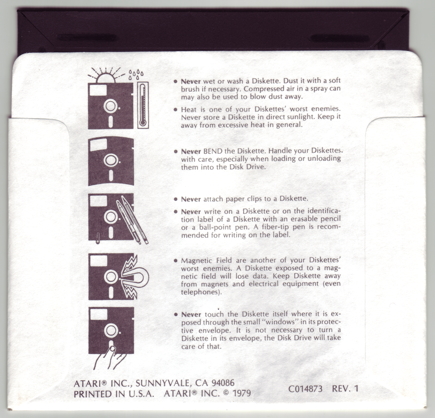 • Never wet or wash a Diskette. Dust it with a soft
brush if necessary. Compressed air in a spray can
may also be used to blow dust away.
• Heat is one of your Diskettes' worst enemies.
Never store a Diskette in direct sunlight. Keep it
away from excessive heat in general.
• Never BEND the Diskette. Handle your Diskettes.
with care, especially when loading or unloading
them into the Disk Drive.
• Never attach paper clips to a Diskette.
• Never write on a Diskette or on the identifica-
tion label of a Diskette with an erasable pencil
or a ball-point pen. A fiber-tip pen is recom-
mended for writing on the label.
• Magnetic Field are another of your Diskettes'
worst enemies. A Diskette exposed to a mag-
netic field will lose data. Keep Diskette away
from magnets and electrical equipment (even
telephones).
• Never touch the Diskette itself where it is ex-
posed through the small "windows" in its protec-
tive envelope. It is not necessary to turn a
Diskette in its envelope, the Disk Drive will take
care of that.
ATARI® INC., SUNNYVALE, CA 94086
PRINTED IN U.S.A. ATARI® INC. © 1979
C014873 REV. 1